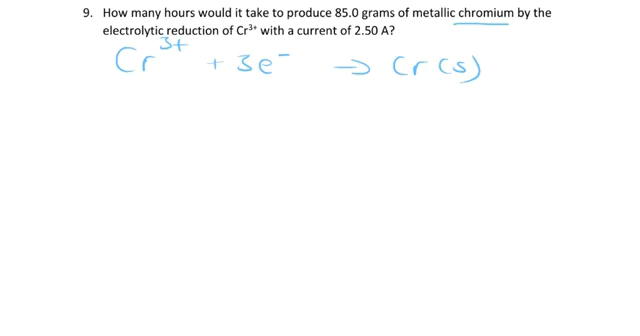 9. How many hours would it take to produce 85.0 grams of metallic chromium by the
electrolytic reduction of Cr³⁺ with a current of 2.50 A?
Cr³⁺ + 3e⁻ → Cr (s)